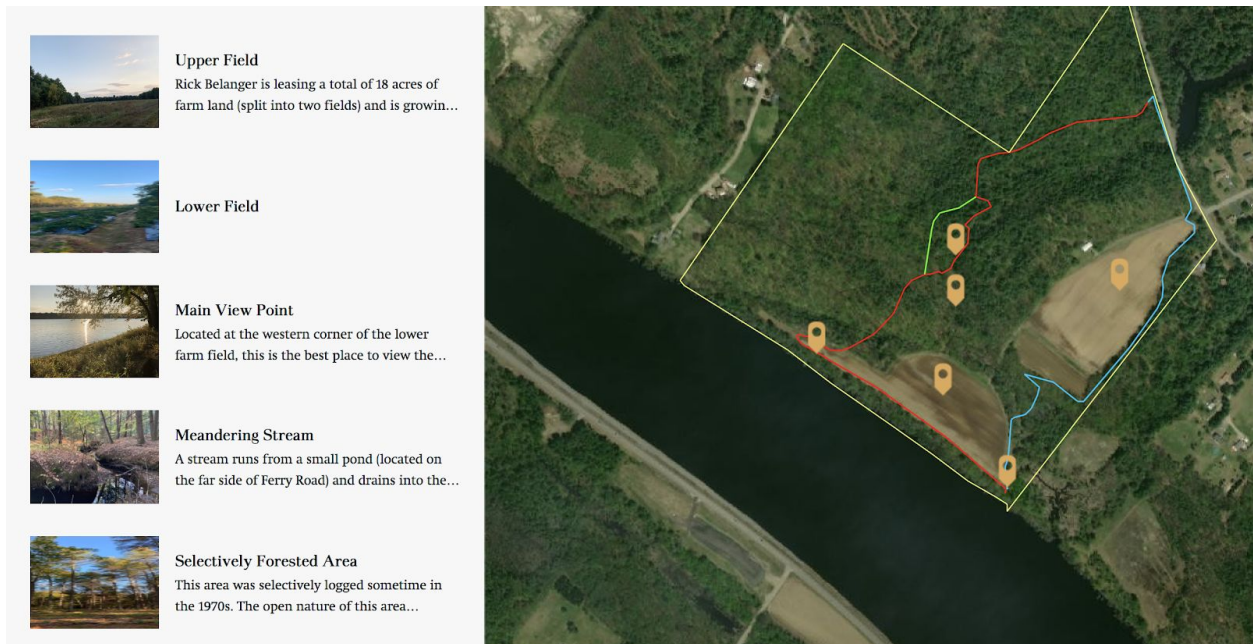 Upper Field
Rick Belanger is leasing a total of 18 acres of
farm land (split into two fields) and is growin…
Lower Field
Main View Point
Located at the western corner of the lower
farm field, this is the best place to view the…
Meandering Stream
A stream runs from a small pond (located on
the far side of Ferry Road) and drains into the…
Selectively Forested Area
This area was selectively logged sometime in
the 1970s. The open nature of this area…